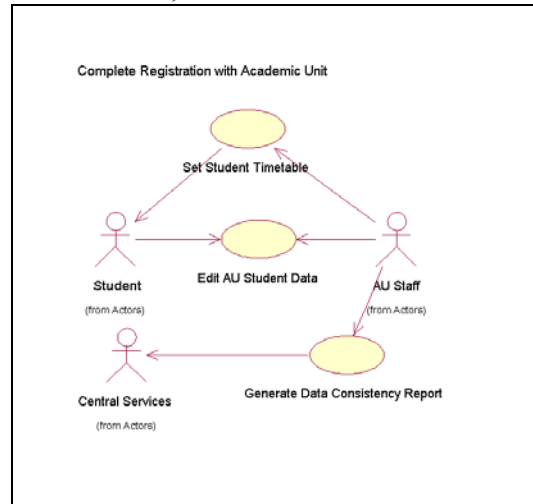 Complete Registration with Academic Unit
Set Student Timetable
Edit AU Student Data
Student
(from Actors)
AU Staff
(from Actors)
Central Services
(from Actors)
Generate Data Consistency Report